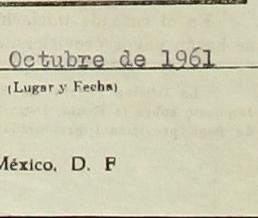 Octubre de 1961
(Lugar y Fecha)
México, D. F